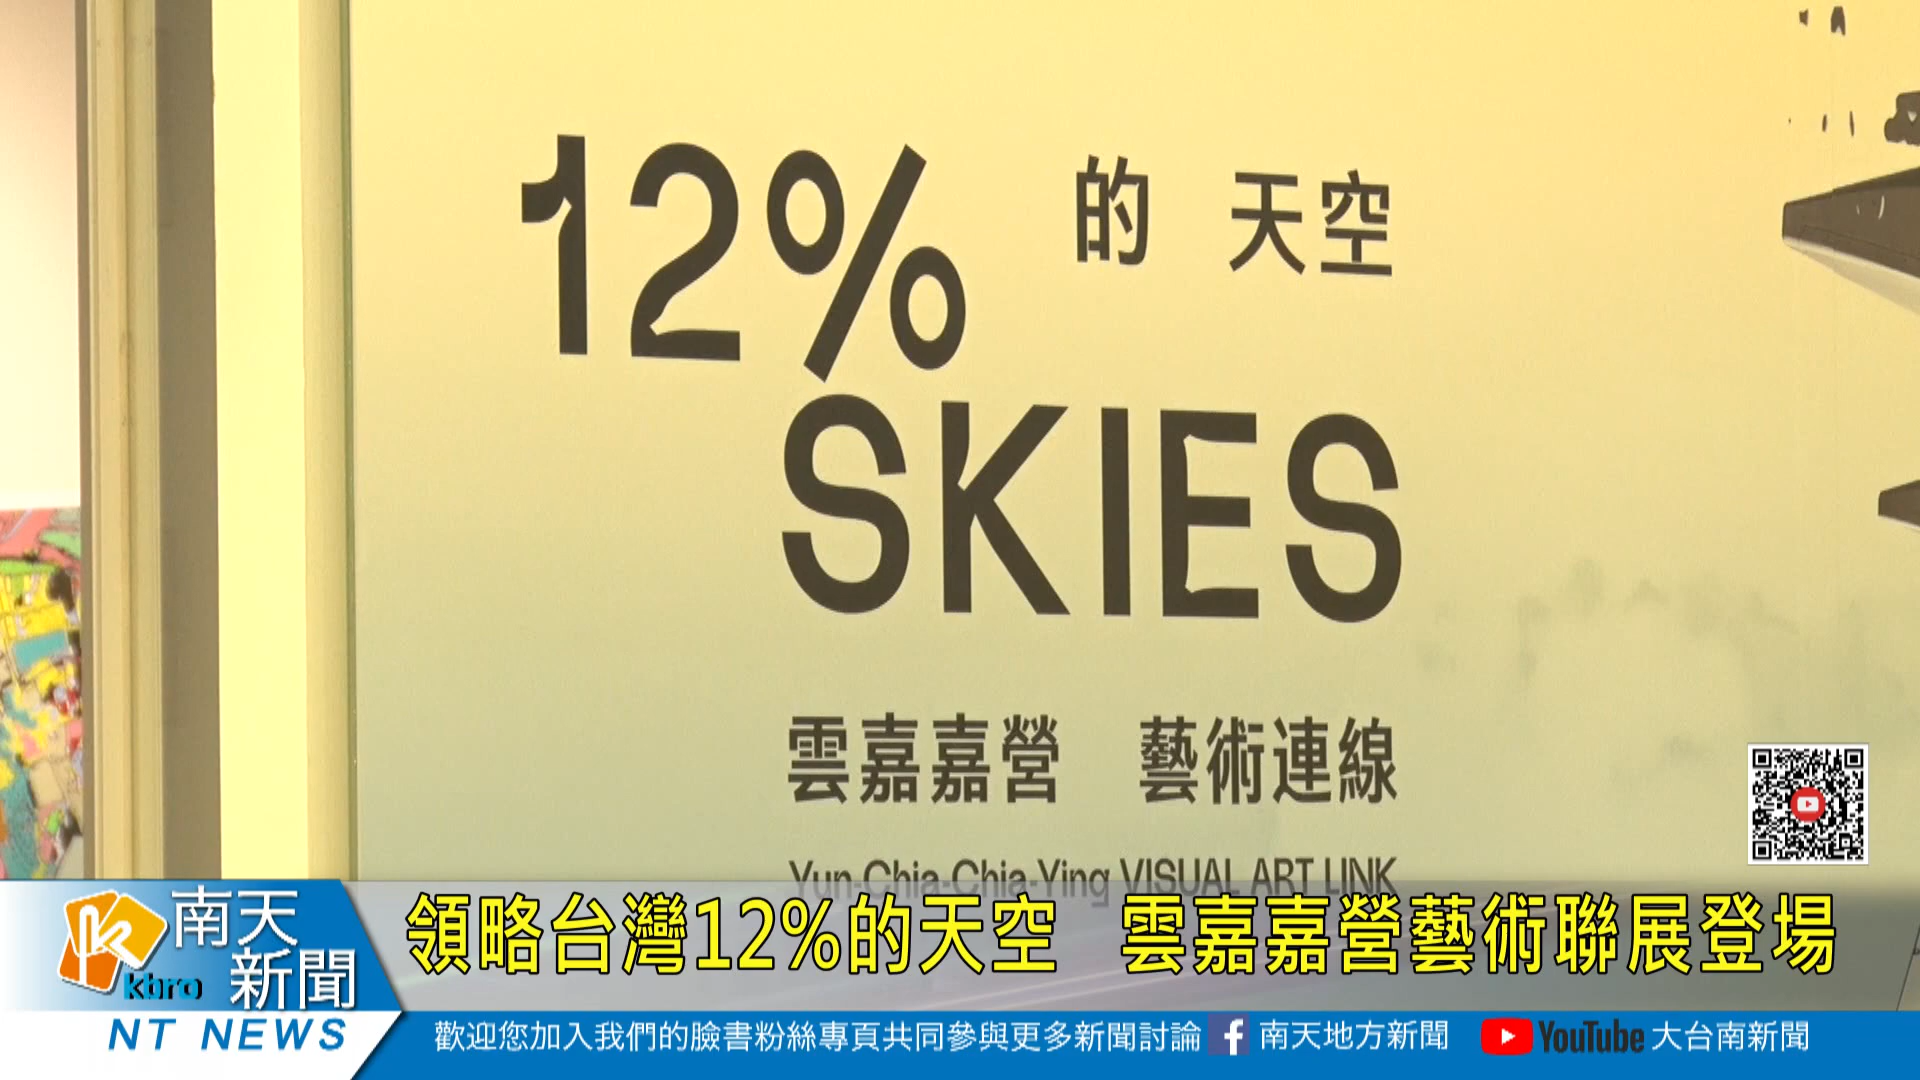 12% 的 天空
SKIES
雲嘉嘉營 藝術連線
Yun-Chia-Chia-Ying VISUAL ART LINK
領略台灣12%的天空 雲嘉嘉營藝術聯展登場
南天
新聞
kbro
NT NEWS
歡迎您加入我們的臉書粉絲專頁共同參與更多新聞討論 南天地方新聞 YouTube 大台南新聞